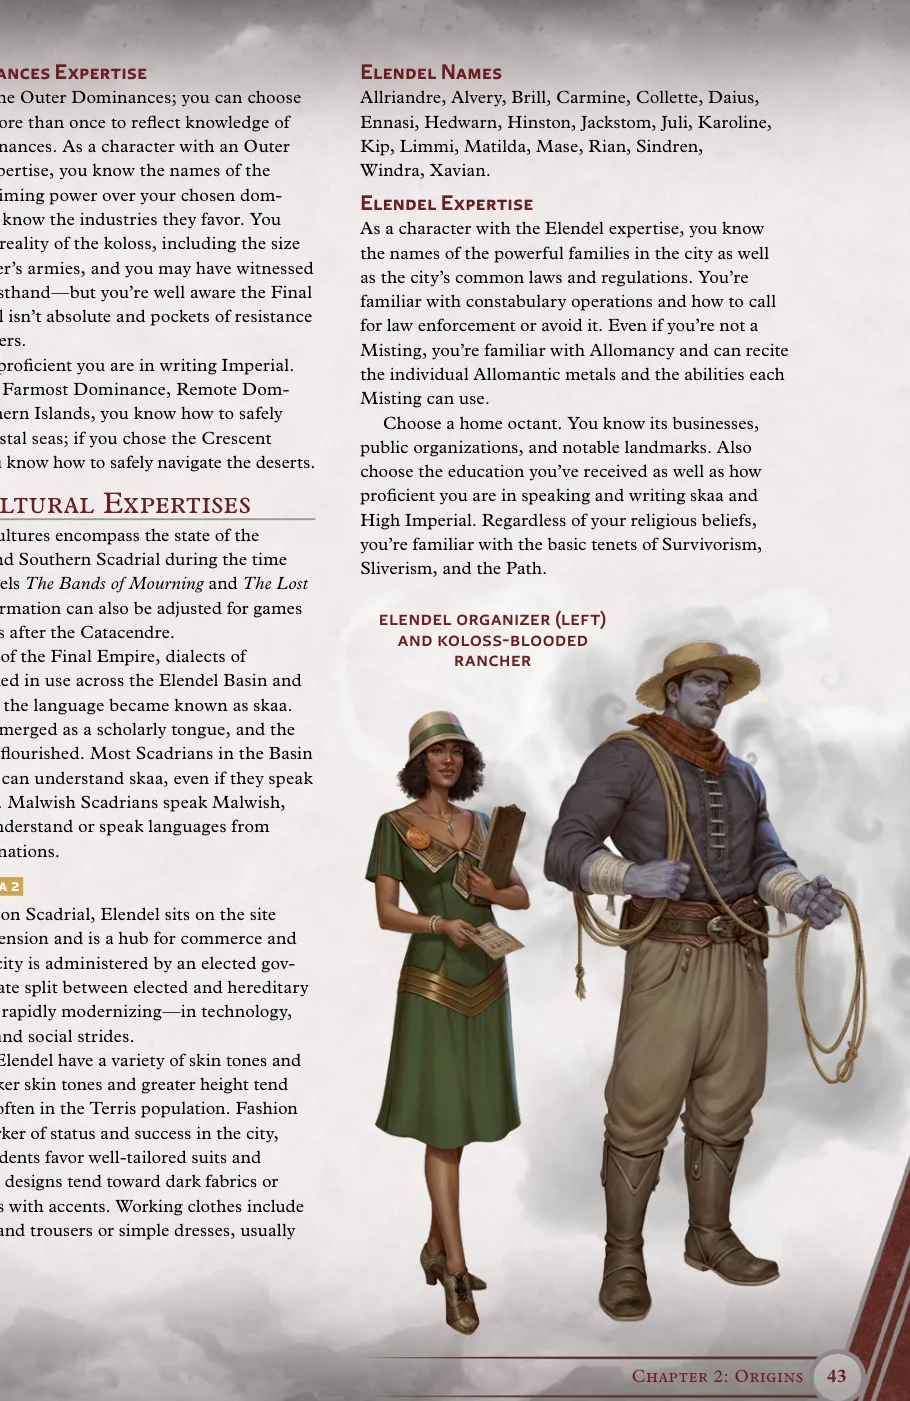 ances Expertise
he Outer Dominances; you can choose
ore than once to reflect knowledge of
nances. As a character with an Outer
pertise, you know the names of the
iming power over your chosen dom-
know the industries they favor. You
reality of the koloss, including the size
er's armies, and you may have witnessed
sthand—but you're well aware the Final
l isn't absolute and pockets of resistance
ers.
proficient you are in writing Imperial.
Farmost Dominance, Remote Dom-
hern Islands, you know how to safely
stal seas; if you chose the Crescent
know how to safely navigate the deserts.
ltural Expertises
ultures encompass the state of the
nd Southern Scadrial during the time
els The Bands of Mourning and The Lost
rmation can also be adjusted for games
s after the Catacendre.
of the Final Empire, dialects of
ed in use across the Elendel Basin and
the language became known as skaa.
merged as a scholarly tongue, and the
flourished. Most Scadrians in the Basin
can understand skaa, even if they speak
. Malwish Scadrians speak Malwish,
nderstand or speak languages from
nations.
A 2
on Scadrial, Elendel sits on the site
ension and is a hub for commerce and
city is administered by an elected gov-
ate split between elected and hereditary
rapidly modernizing—in technology,
and social strides.
Elendel have a variety of skin tones and
ker skin tones and greater height tend
often in the Terris population. Fashion
rker of status and success in the city,
dents favor well-tailored suits and
designs tend toward dark fabrics or
s with accents. Working clothes include
and trousers or simple dresses, usually
Elendel Names
Allriandre, Alvery, Brill, Carmine, Collette, Daius,
Ennasi, Hedwarn, Hinston, Jackstom, Juli, Karoline,
Kip, Limmi, Matilda, Mase, Rian, Sindren,
Windra, Xavian.
Elendel Expertise
As a character with the Elendel expertise, you know
the names of the powerful families in the city as well
as the city's common laws and regulations. You're
familiar with constabulary operations and how to call
for law enforcement or avoid it. Even if you're not a
Misting, you're familiar with Allomancy and can recite
the individual Allomantic metals and the abilities each
Misting can use.
Choose a home octant. You know its businesses,
public organizations, and notable landmarks. Also
choose the education you've received as well as how
proficient you are in speaking and writing skaa and
High Imperial. Regardless of your religious beliefs,
you're familiar with the basic tenets of Survivorism,
Sliverism, and the Path.
Elendel organizer (left)
and koloss-blooded
rancher
Chapter 2: Origins 43